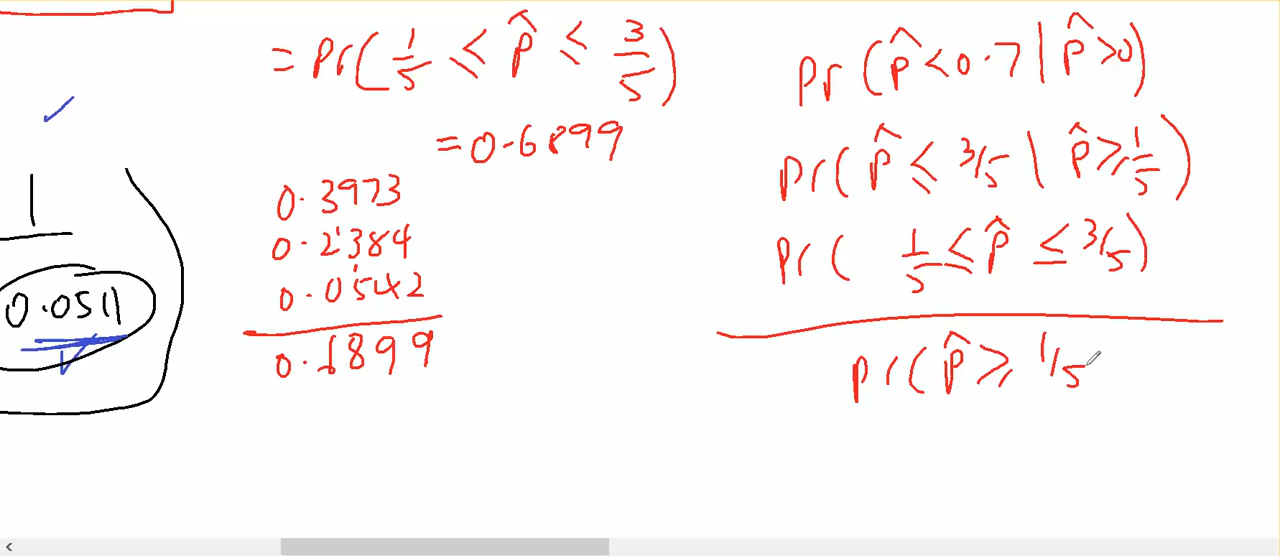 = Pr(1/5 ≤ p̂ ≤ 3/5)
= 0.6899
0.3973
0.2384
0.0542
0.6899
1
0.0511
Pr(p̂ < 0.7 | p̂ > 0)
Pr(p̂ ≤ 3/5 | p̂ ≥ 1/5)
Pr(1/5 ≤ p̂ ≤ 3/5)
Pr(p̂ ≥ 1/5